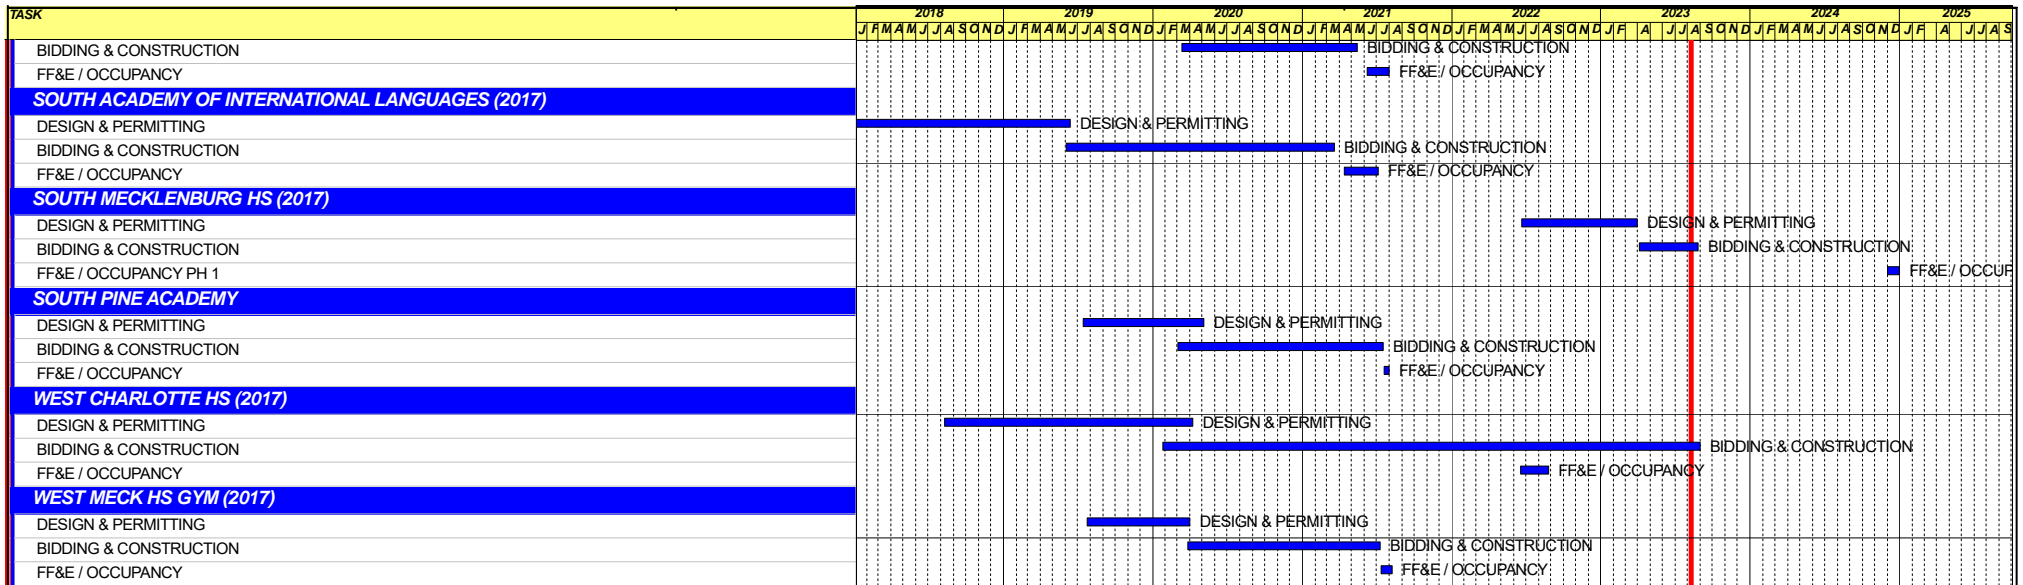 TASK 2018 2019 2020 2021 2022 2023 2024 2025
J F M A M J J A S O N D J F M A M J J A S O N D J F M A M J J A S O N D J F M A M J J A S O N D J F M A M J J A S O N D J F A J J A S O N D J F M A M J J A S O N D J F A J J A S
BIDDING & CONSTRUCTION BIDDING & CONSTRUCTION
FF&E / OCCUPANCY FF&E / OCCUPANCY
SOUTH ACADEMY OF INTERNATIONAL LANGUAGES (2017)
DESIGN & PERMITTING DESIGN & PERMITTING
BIDDING & CONSTRUCTION BIDDING & CONSTRUCTION
FF&E / OCCUPANCY FF&E / OCCUPANCY
SOUTH MECKLENBURG HS (2017)
DESIGN & PERMITTING DESIGN & PERMITTING
BIDDING & CONSTRUCTION BIDDING & CONSTRUCTION
FF&E / OCCUPANCY PH 1 FF&E / OCCUP
SOUTH PINE ACADEMY
DESIGN & PERMITTING DESIGN & PERMITTING
BIDDING & CONSTRUCTION BIDDING & CONSTRUCTION
FF&E / OCCUPANCY FF&E / OCCUPANCY
WEST CHARLOTTE HS (2017)
DESIGN & PERMITTING DESIGN & PERMITTING
BIDDING & CONSTRUCTION BIDDING & CONSTRUCTION
FF&E / OCCUPANCY FF&E / OCCUPANCY
WEST MECK HS GYM (2017)
DESIGN & PERMITTING DESIGN & PERMITTING
BIDDING & CONSTRUCTION BIDDING & CONSTRUCTION
FF&E / OCCUPANCY FF&E / OCCUPANCY